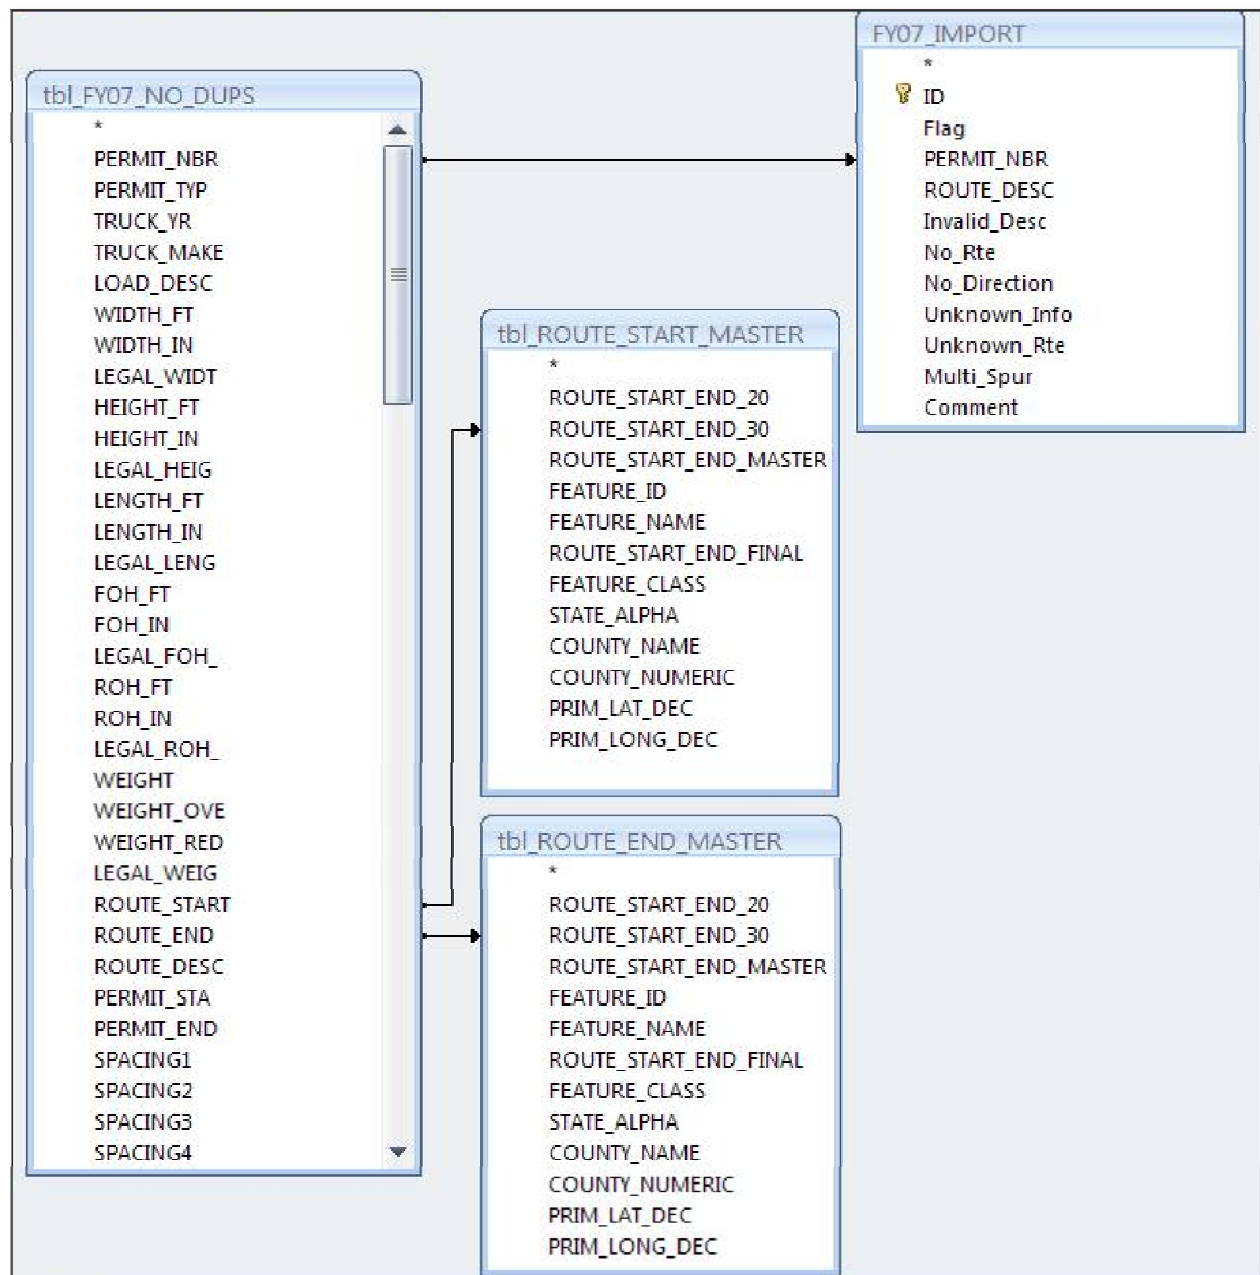 tbl_FY07_NO_DUPS
*
PERMIT_NBR
PERMIT_TYP
TRUCK_YR
TRUCK_MAKE
LOAD_DESC
WIDTH_FT
WIDTH_IN
LEGAL_WIDT
HEIGHT_FT
HEIGHT_IN
LEGAL_HEIG
LENGTH_FT
LENGTH_IN
LEGAL_LENG
FOH_FT
FOH_IN
LEGAL_FOH_
ROH_FT
ROH_IN
LEGAL_ROH_
WEIGHT
WEIGHT_OVE
WEIGHT_RED
LEGAL_WEIG
ROUTE_START
ROUTE_END
ROUTE_DESC
PERMIT_STA
PERMIT_END
SPACING1
SPACING2
SPACING3
SPACING4
tbl_ROUTE_START_MASTER
*
ROUTE_START_END_20
ROUTE_START_END_30
ROUTE_START_END_MASTER
FEATURE_ID
FEATURE_NAME
ROUTE_START_END_FINAL
FEATURE_CLASS
STATE_ALPHA
COUNTY_NAME
COUNTY_NUMERIC
PRIM_LAT_DEC
PRIM_LONG_DEC
tbl_ROUTE_END_MASTER
*
ROUTE_START_END_20
ROUTE_START_END_30
ROUTE_START_END_MASTER
FEATURE_ID
FEATURE_NAME
ROUTE_START_END_FINAL
FEATURE_CLASS
STATE_ALPHA
COUNTY_NAME
COUNTY_NUMERIC
PRIM_LAT_DEC
PRIM_LONG_DEC
FY07_IMPORT
*
ID
Flag
PERMIT_NBR
ROUTE_DESC
Invalid_Desc
No_Rte
No_Direction
Unknown_Info
Unknown_Rte
Multi_Spur
Comment